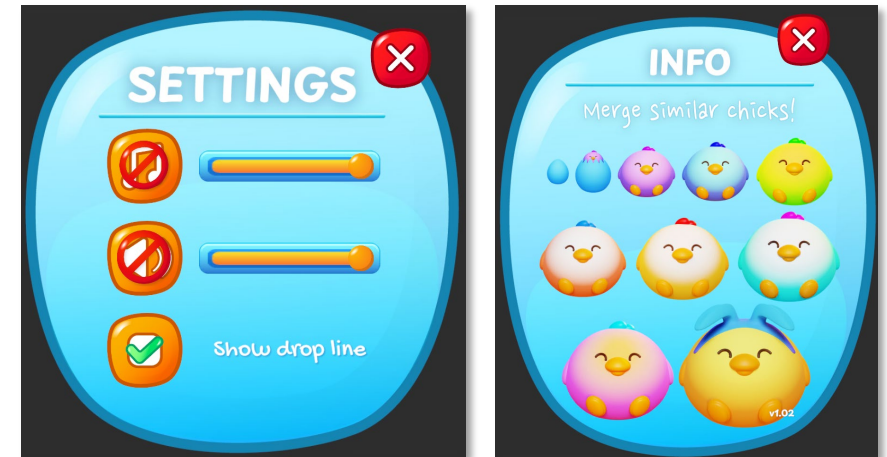 SETTINGS
Show drop line
INFO
Merge similar chicks!
v1.02